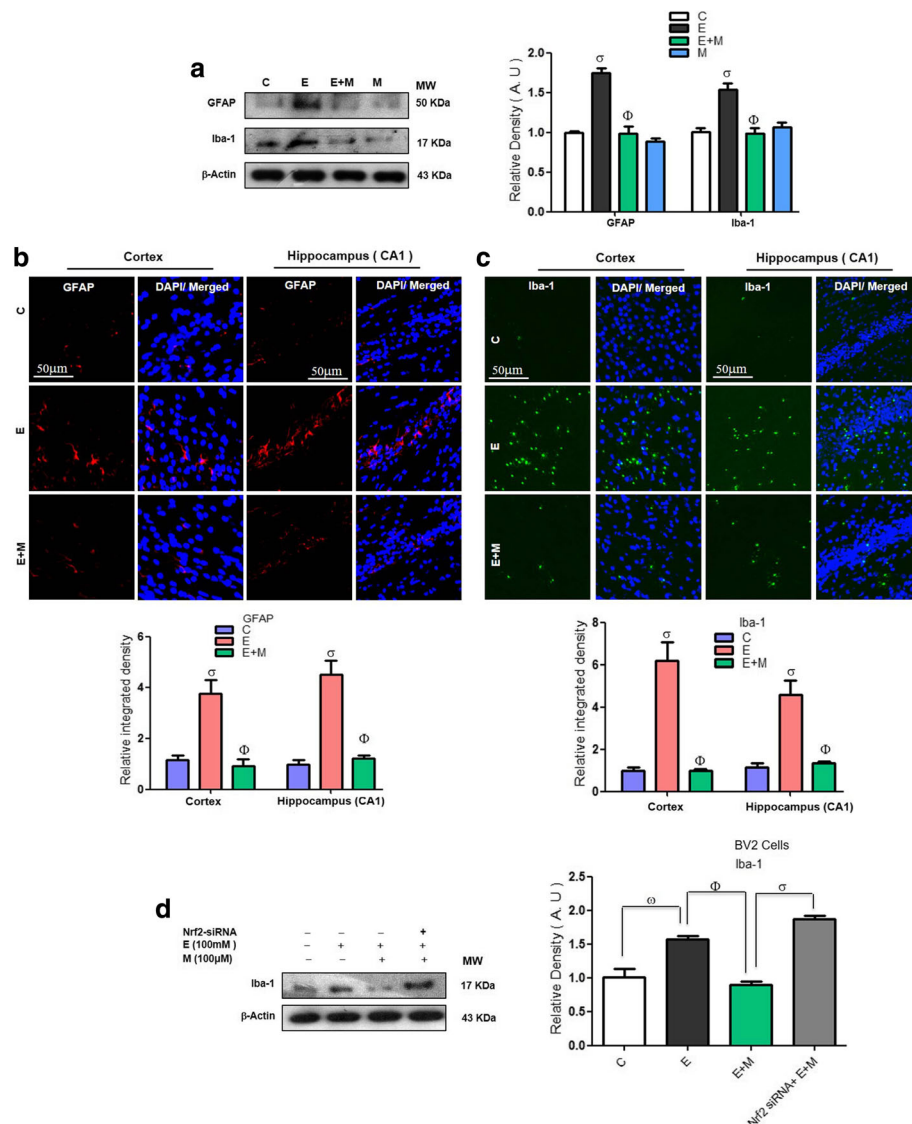 a
C E E+M M MW
GFAP 50 KDa
Iba-1 17 KDa
β-Actin 43 KDa
C
E
E+M
M
Relative Density ( A. U )
2.0
1.5
1.0
0.5
0.0
σ Φ σ Φ
GFAP Iba-1
b
Cortex Hippocampus ( CA1 )
GFAP DAPI/ Merged GFAP DAPI/ Merged
C
50μm 50μm
E
E+M
GFAP
C
E
E+M
Relative integrated density
6
4
2
0
σ Φ σ Φ
Cortex Hippocampus (CA1)
c
Cortex Hippocampus (CA1)
Iba-1 DAPI/ Merged Iba-1 DAPI/ Merged
C
50μm 50μm
E
E+M
Iba-1
C
E
E+M
Relative integrated density
8
6
4
2
0
σ Φ σ Φ
Cortex Hippocampus (CA1)
d
Nrf2-siRNA – – – +
E (100mM ) – + + +
M (100μM) – – + + MW
Iba-1 17 KDa
β-Actin 43 KDa
BV2 Cells
Iba-1
Relative Density ( A. U )
2.5
2.0
1.5
1.0
0.5
0.0
ω Φ σ
C E E+M Nrf2 siRNA+ E+M